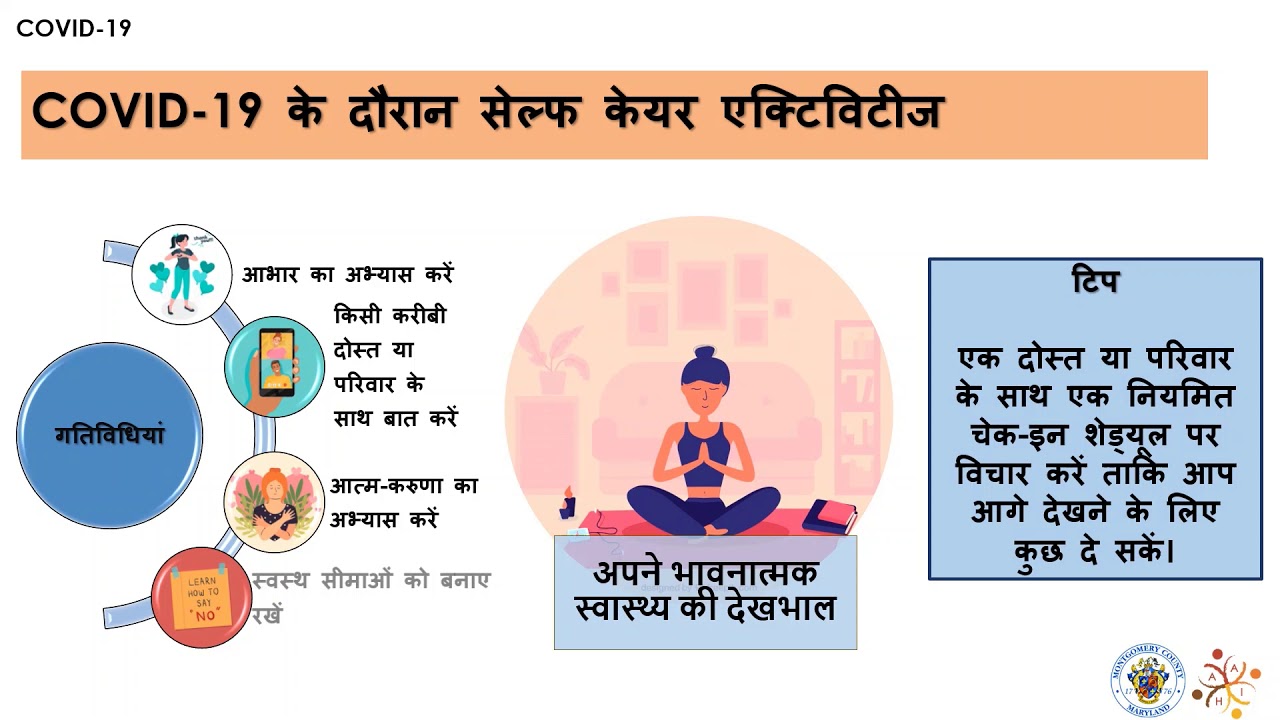 COVID-19
COVID-19 के दौरान सेल्फ केयर एक्टिविटीज
आभार का अभ्यास करें
किसी करीबी
दोस्त या
परिवार के
साथ बात करें
गतिविधियां
आत्म-करुणा का
अभ्यास करें
LEARN
HOW TO
SAY
"NO"
स्वस्थ सीमाओं को बनाए
रखें
अपने भावनात्मक
स्वास्थ्य की देखभाल
टिप
एक दोस्त या परिवार
के साथ एक नियमित
चेक-इन शेड्यूल पर
विचार करें ताकि आप
आगे देखने के लिए
कुछ दे सकें।
MONTGOMERY COUNTY
17 76
MARYLAND
A A
H I